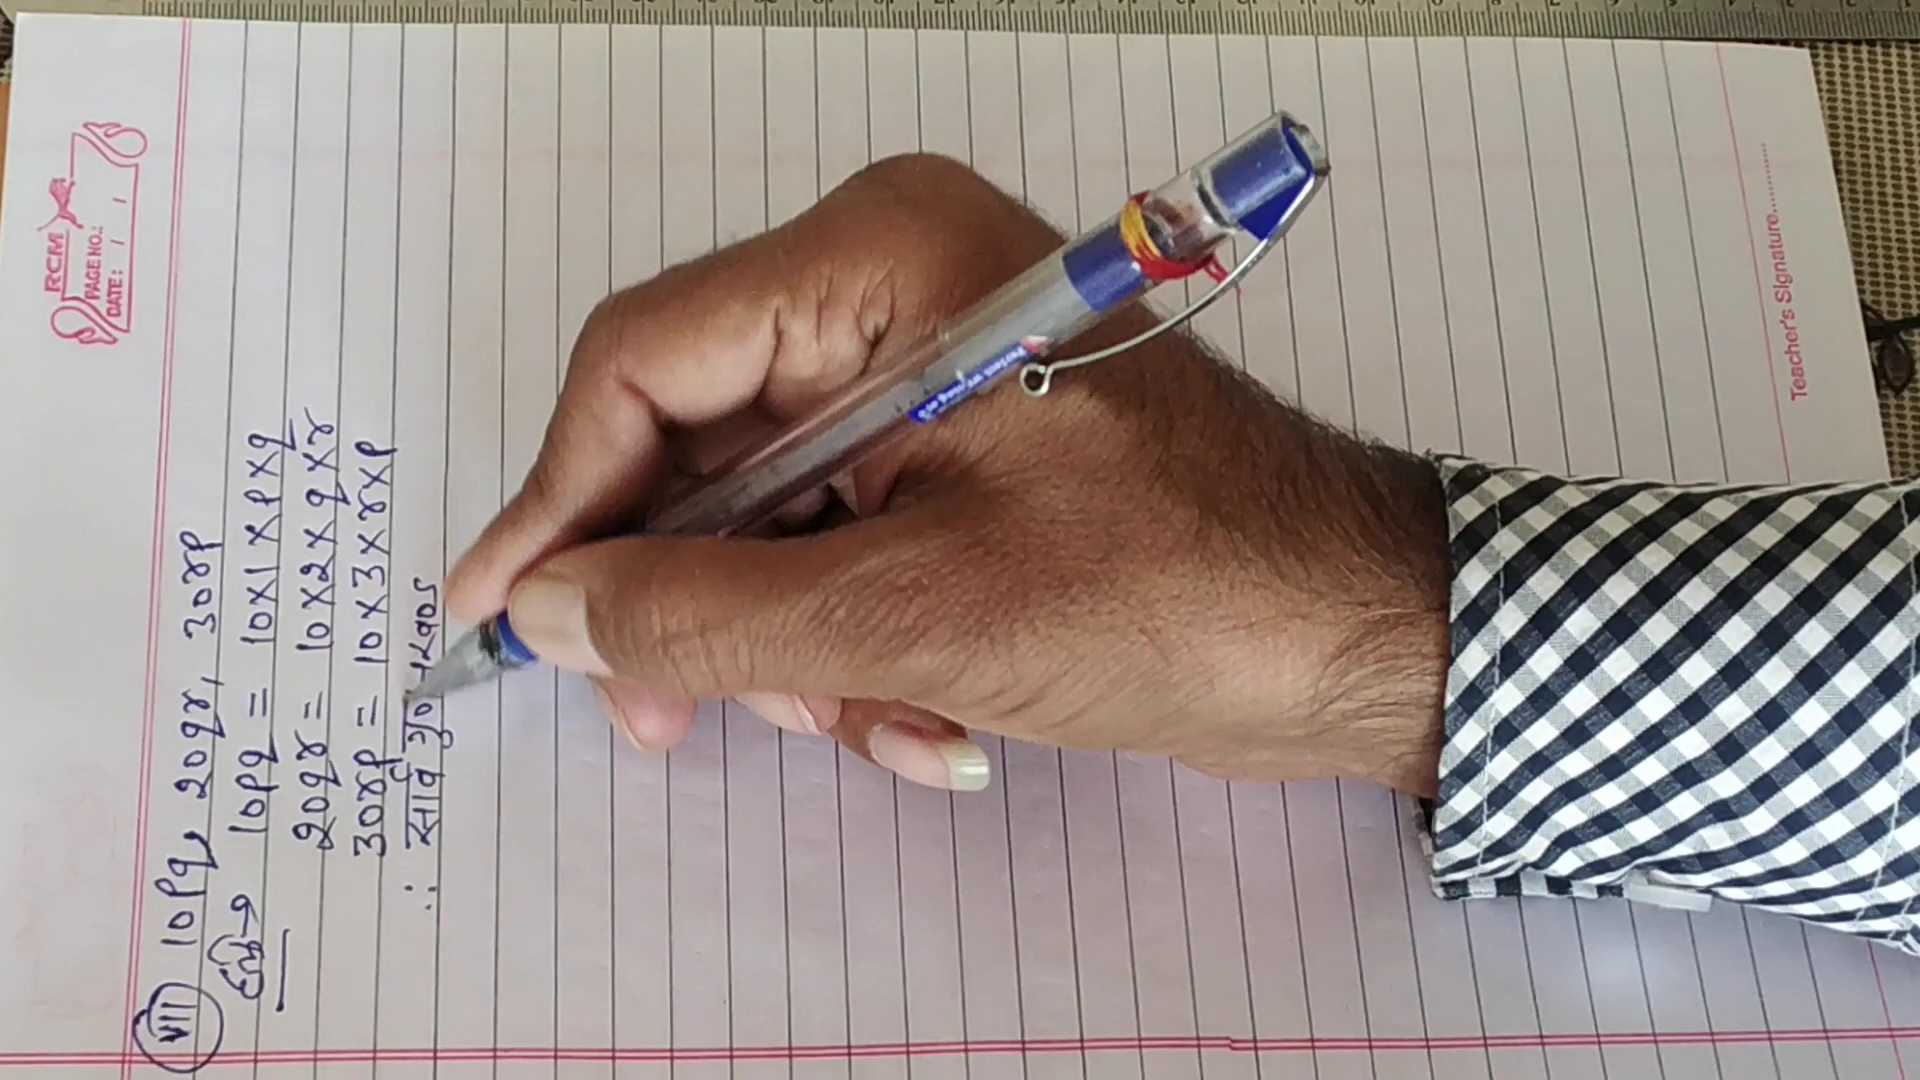 RCM
PAGE NO.:
DATE: / /
VII) 10pq, 20qr, 30rp
हल→ 10pq = 10×1×p×q
20qr = 10×2×q×r
30rp = 10×3×r×p
∴ सार्व गुणनखण्ड
Teacher's Signature..............